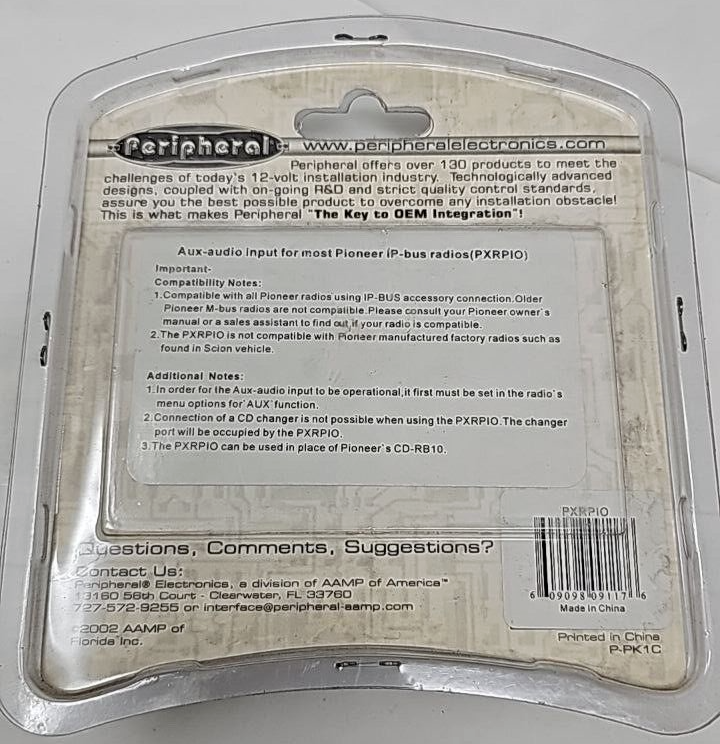 Peripheral
www.peripheralelectronics.com
Peripheral offers over 130 products to meet the
challenges of today's 12-volt installation industry. Technologically advanced
designs, coupled with on-going R&D and strict quality control standards,
assure you the best possible product to overcome any installation obstacle!
This is what makes Peripheral "The Key to OEM Integration"!
Aux-audio Input for most Pioneer IP-bus radios(PXRPIO)
Important-
Compatibility Notes:
1.Compatible with all Pioneer radios using IP-BUS accessory connection.Older
Pioneer M-bus radios are not compatible.Please consult your Pioneer owner's
manual or a sales assistant to find out if your radio is compatible.
2.The PXRPIO is not compatible with Pioneer manufactured factory radios such as
found in Scion vehicle.
Additional Notes:
1.In order for the Aux-audio input to be operational,it first must be set in the radio's
menu options for'AUX'function.
2.Connection of a CD changer is not possible when using the PXRPIO.The changer
port will be occupied by the PXRPIO.
3.The PXRPIO can be used in place of Pioneer's CD-RB10.
PXRPIO
6 09098 09117 6
Made in China
Questions, Comments, Suggestions?
Contact Us:
Peripheral® Electronics, a division of AAMP of America™
13160 56th Court - Clearwater, FL 33760
727-572-9255 or interface@peripheral-aamp.com
©2002 AAMP of
Florida Inc.
Printed in China
P-PK1C